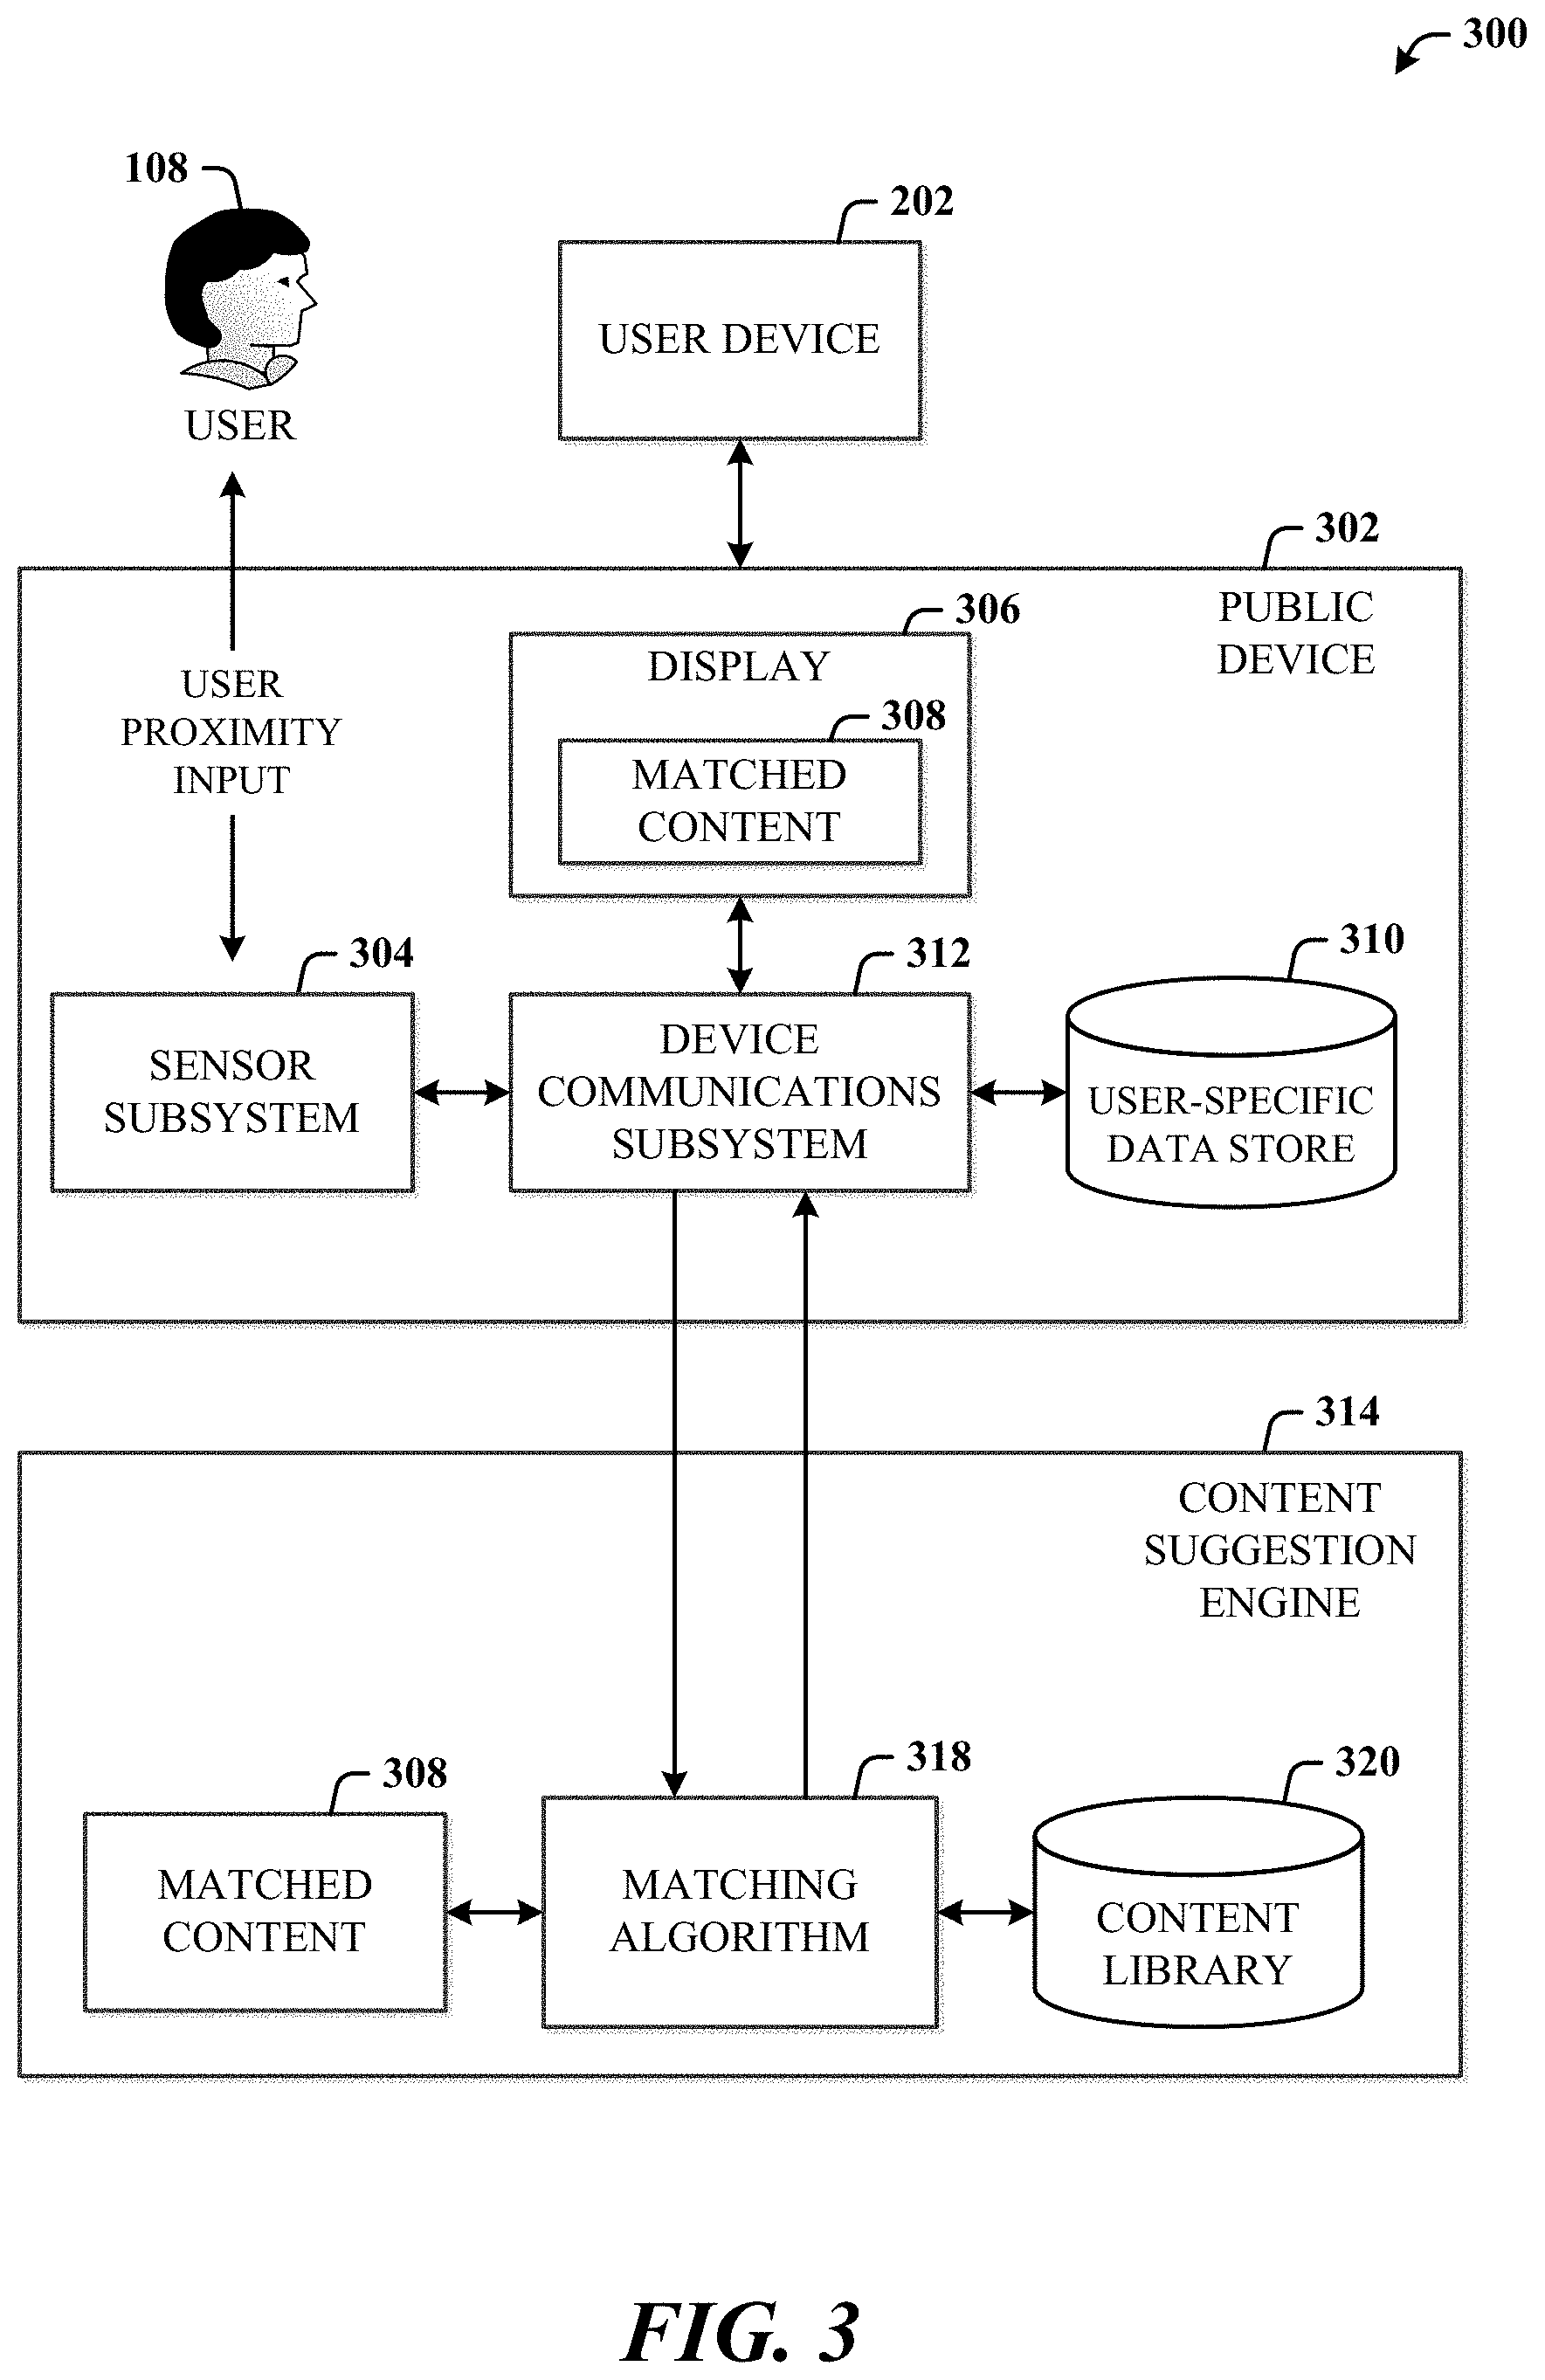 300
108
202
USER DEVICE
USER
302
PUBLIC
DEVICE
306
DISPLAY
308
MATCHED
CONTENT
USER
PROXIMITY
INPUT
304
SENSOR
SUBSYSTEM
312
DEVICE
COMMUNICATIONS
SUBSYSTEM
310
USER-SPECIFIC
DATA STORE
314
CONTENT
SUGGESTION
ENGINE
308
MATCHED
CONTENT
318
MATCHING
ALGORITHM
320
CONTENT
LIBRARY
FIG. 3